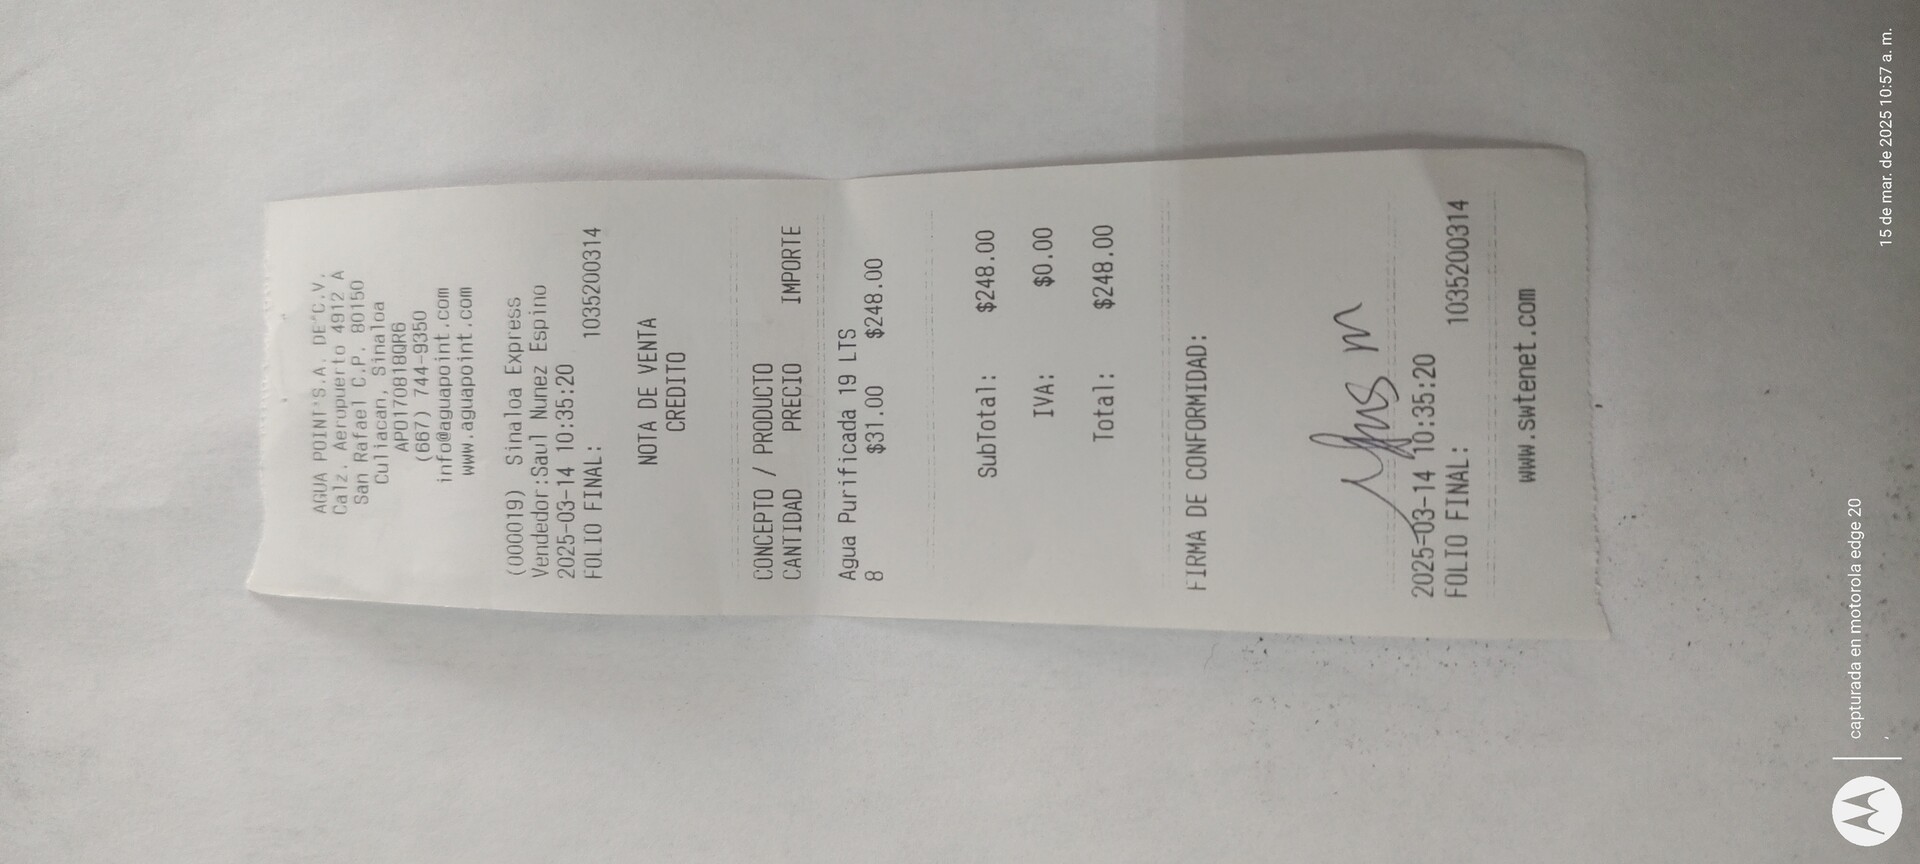 AGUA POINT'S.A. DE C.V.
Calz. Aeropuerto 4912 A
San Rafael C.P. 80150
Culiacan, Sinaloa
APO170818QR6
(667) 744-9350
info@aguapoint.com
www.aguapoint.com
(000019) Sinaloa Express
Vendedor:Saul Nunez Espino
2025-03-14 10:35:20
FOLIO FINAL: 1035200314
NOTA DE VENTA
CREDITO
CONCEPTO / PRODUCTO
CANTIDAD PRECIO IMPORTE
Agua Purificada 19 LTS
8 $31.00 $248.00
SubTotal: $248.00
IVA: $0.00
Total: $248.00
FIRMA DE CONFORMIDAD:
2025-03-14 10:35:20
FOLIO FINAL: 1035200314
www.swtenet.com
capturada en motorola edge 20
15 de mar. de 2025 10:57 a. m.